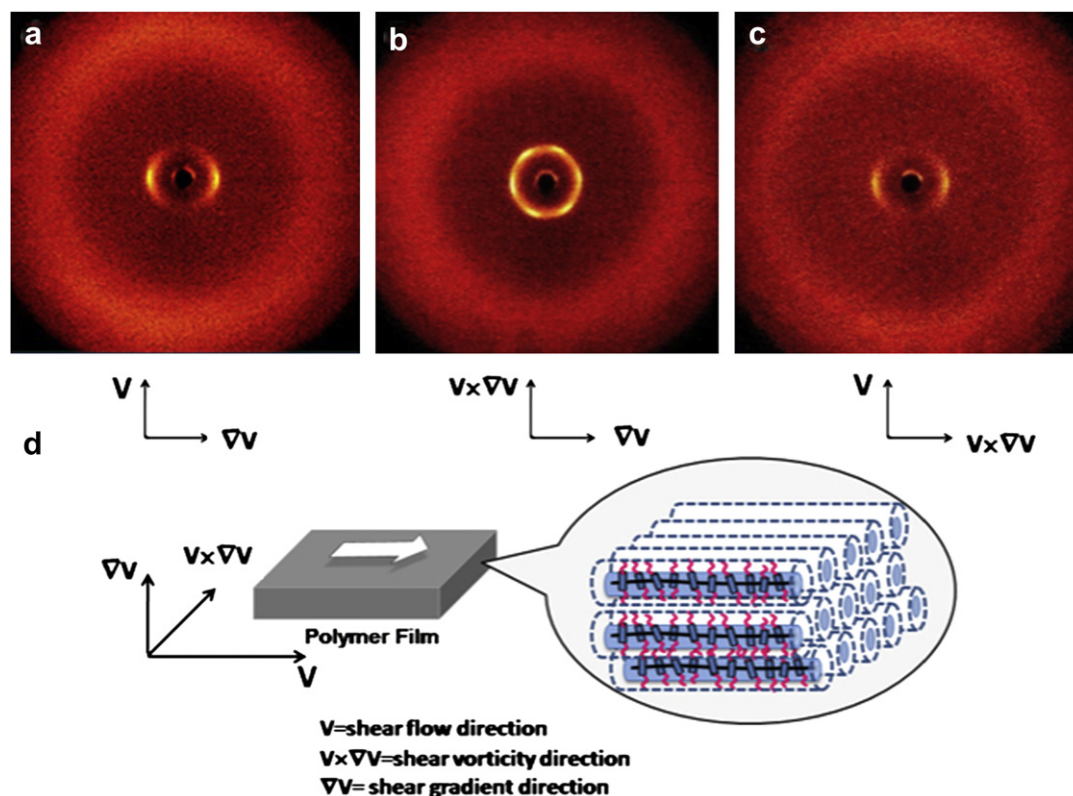 a
b
c
V
∇V
V×∇V
∇V
V
V×∇V
d
∇V
V×∇V
V
Polymer Film
V=shear flow direction
V×∇V=shear vorticity direction
∇V= shear gradient direction